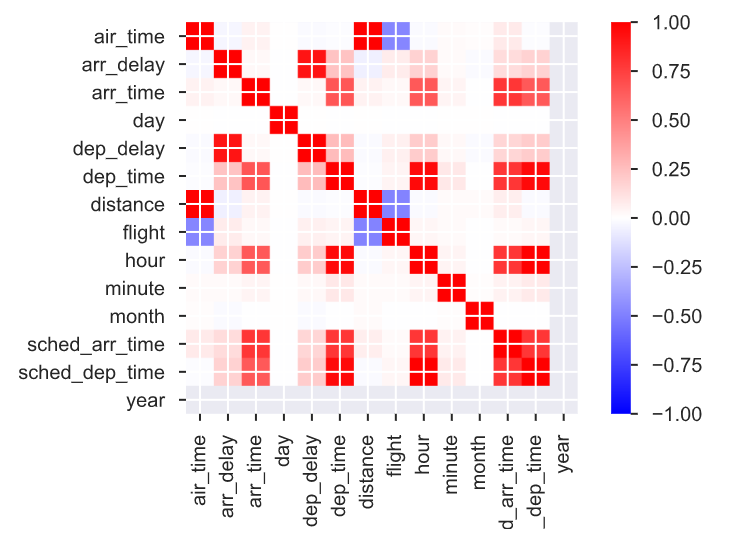 air_time
arr_delay
arr_time
day
dep_delay
dep_time
distance
flight
hour
minute
month
sched_arr_time
sched_dep_time
year
1.00
0.75
0.50
0.25
0.00
−0.25
−0.50
−0.75
−1.00
air_time
arr_delay
arr_time
day
dep_delay
dep_time
distance
flight
hour
minute
month
d_arr_time
_dep_time
year